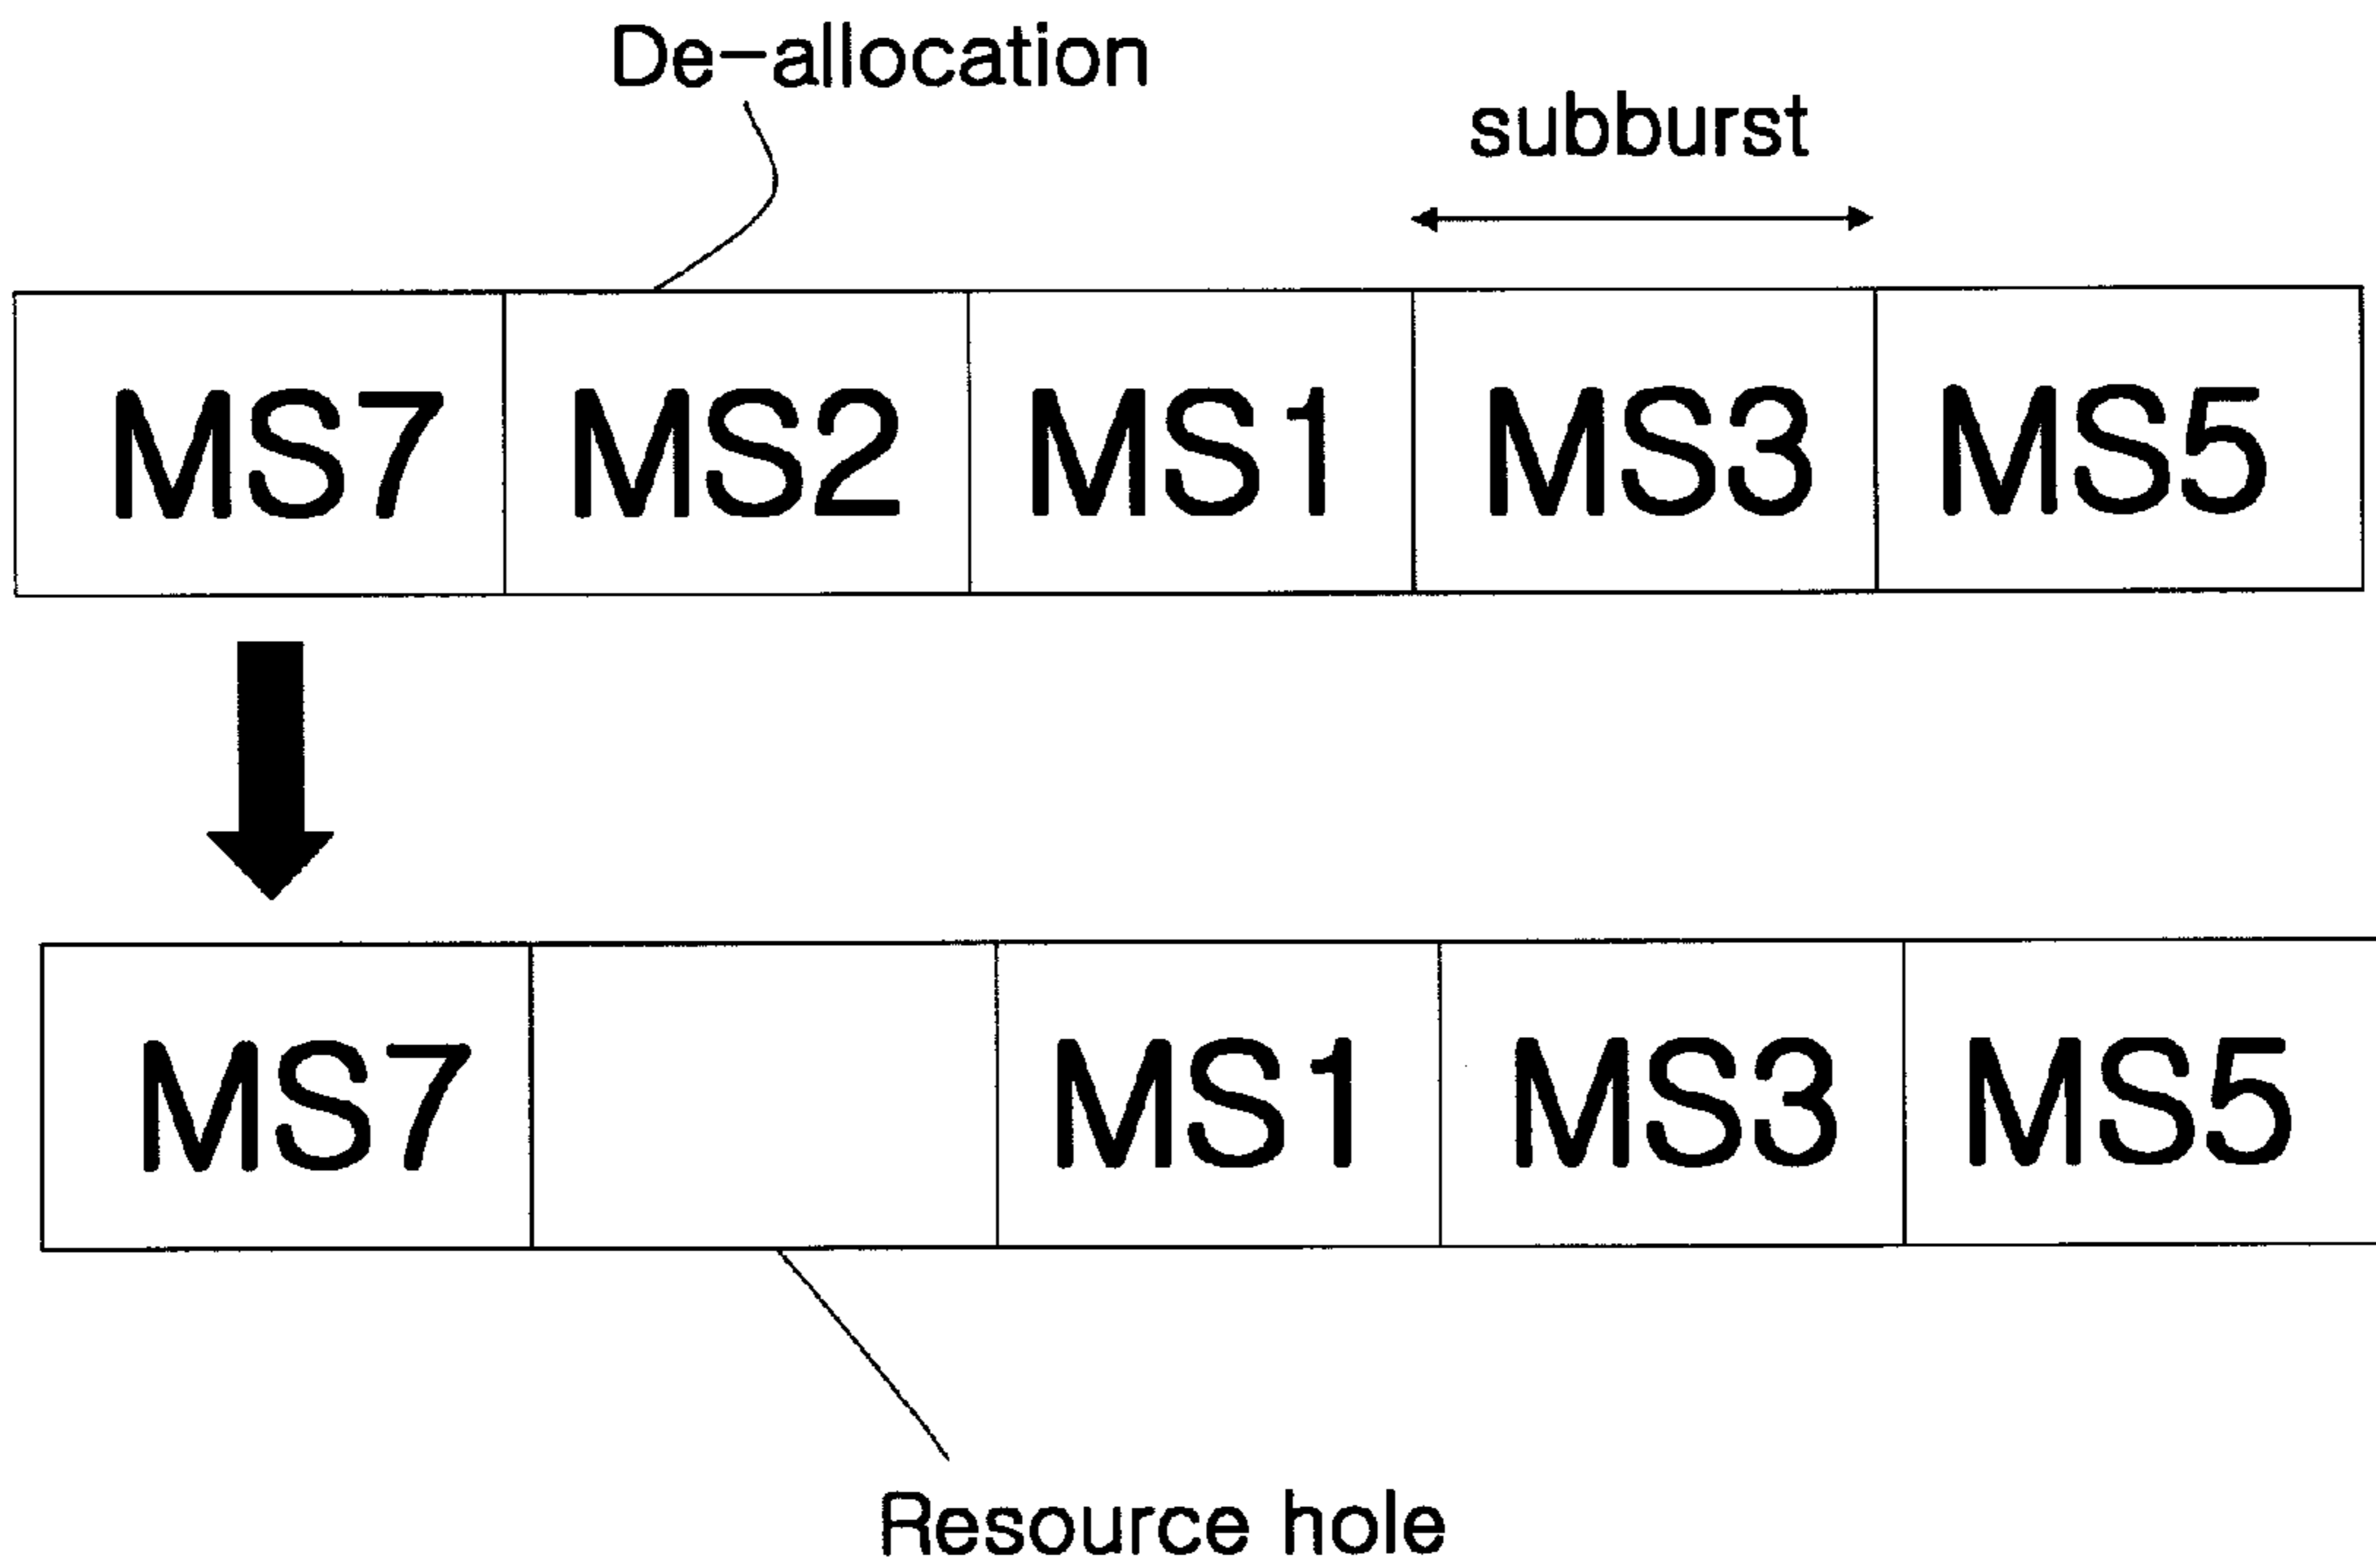 De-allocation
subburst
MS7 MS2 MS1 MS3 MS5
MS7 MS1 MS3 MS5
Resource hole